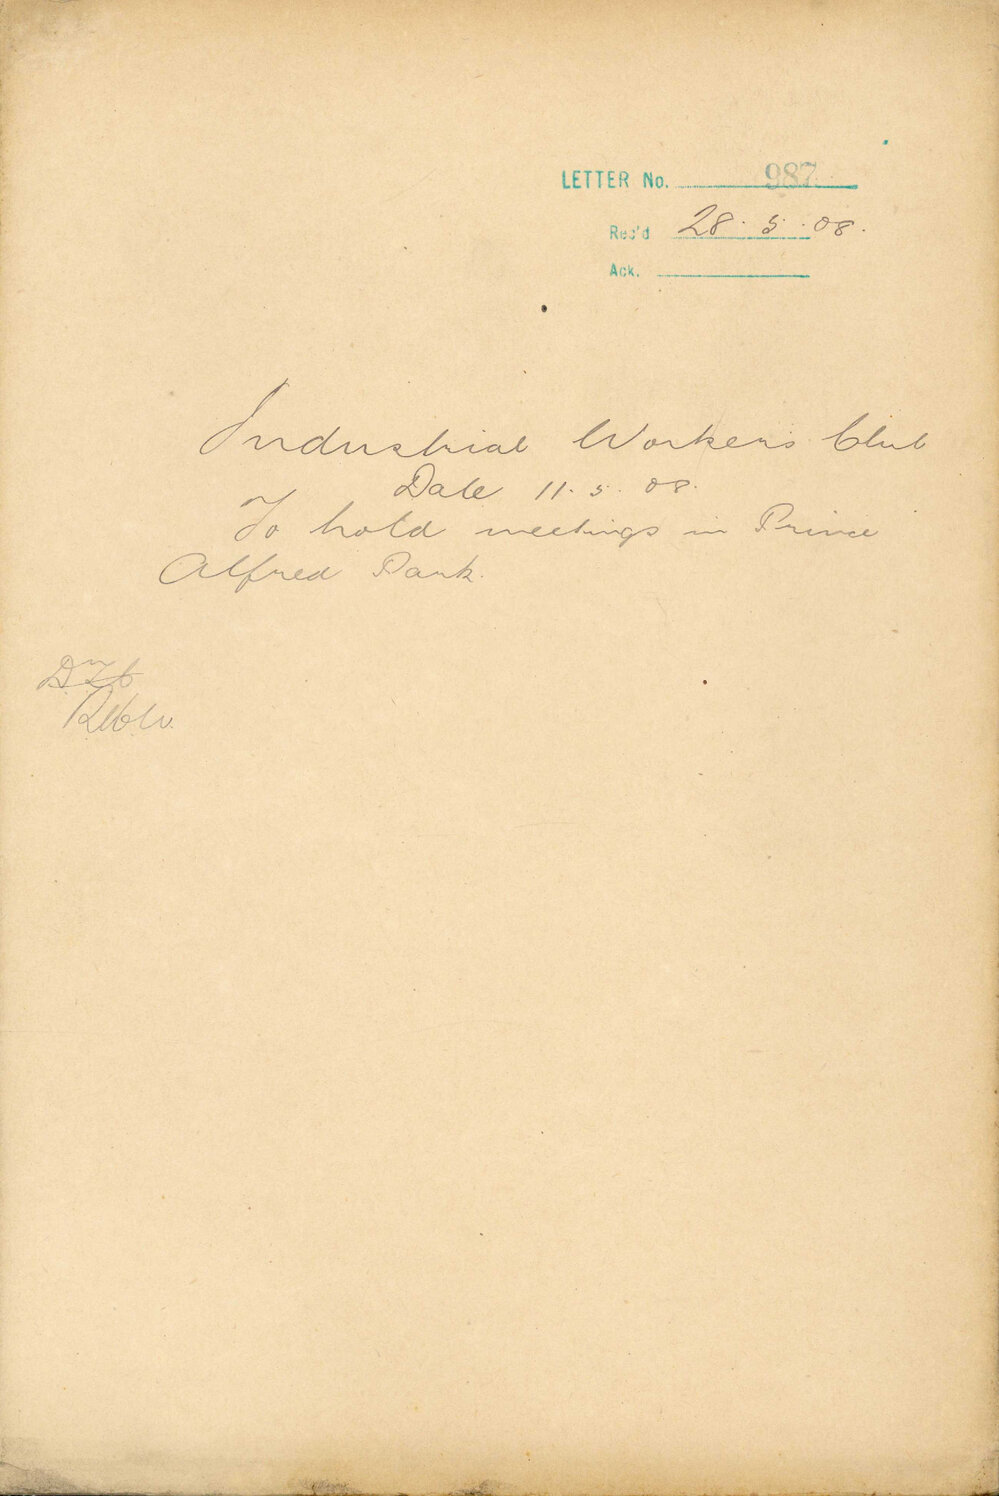 LETTER No. 987
Rec'd 28. 5. 08.
Ack.
Industrial Workers Club
Date 11. 5. 08.
To hold meetings in Prince
Alfred Park.